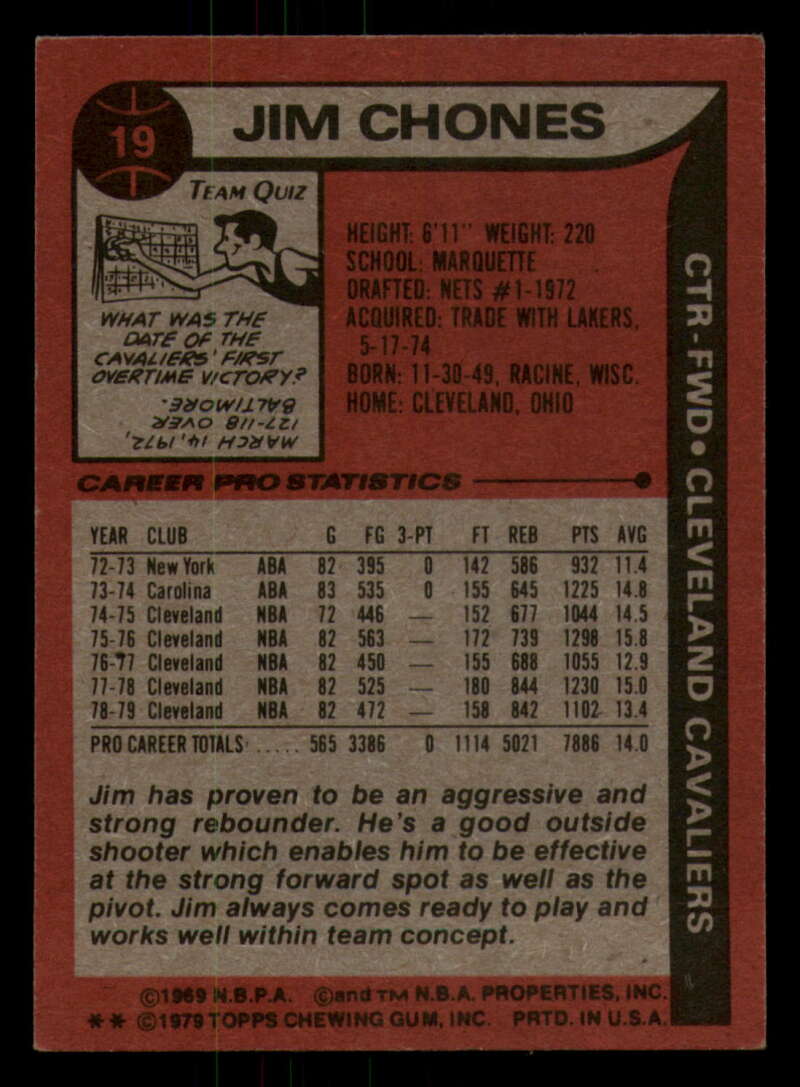 19
JIM CHONES
TEAM QUIZ
WHAT WAS THE
DATE OF THE
CAVALIERS' FIRST
OVERTIME VICTORY?
MARCH 14, 1972,
127-118 OVER
BALTIMORE.
HEIGHT: 6'11" WEIGHT: 220
SCHOOL: MARQUETTE
DRAFTED: NETS #1-1972
ACQUIRED: TRADE WITH LAKERS,
5-17-74
BORN: 11-30-49, RACINE, WISC.
HOME: CLEVELAND, OHIO
CTR-FWD • CLEVELAND CAVALIERS
CAREER PRO STATISTICS
YEAR CLUB G FG 3-PT FT REB PTS AVG
72-73 New York ABA 82 395 0 142 586 932 11.4
73-74 Carolina ABA 83 535 0 155 645 1225 14.8
74-75 Cleveland NBA 72 446 — 152 677 1044 14.5
75-76 Cleveland NBA 82 563 — 172 739 1298 15.8
76-77 Cleveland NBA 82 450 — 155 688 1055 12.9
77-78 Cleveland NBA 82 525 — 180 844 1230 15.0
78-79 Cleveland NBA 82 472 — 158 842 1102 13.4
PRO CAREER TOTALS ..... 565 3386 0 1114 5021 7886 14.0
Jim has proven to be an aggressive and
strong rebounder. He's a good outside
shooter which enables him to be effective
at the strong forward spot as well as the
pivot. Jim always comes ready to play and
works well within team concept.
©1969 N.B.P.A. ©and TM N.B.A. PROPERTIES, INC.
** ©1979 TOPPS CHEWING GUM, INC. PRTD. IN U.S.A.